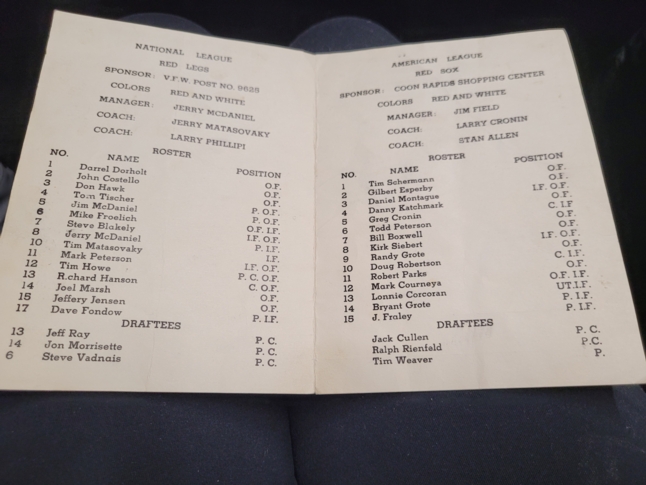 NATIONAL LEAGUE
RED LEGS
SPONSOR: V.F.W. POST NO. 9625
COLORS RED AND WHITE
MANAGER: JERRY McDANIEL
COACH: JERRY MATASOVAKY
COACH: LARRY PHILLIPI
ROSTER
NO. NAME POSITION
1 Darrel Dorholt O.F.
2 John Costello O.F.
3 Don Hawk O.F.
4 Tom Tischer O.F.
5 Jim McDaniel P. O.F.
6 Mike Froelich O.F. I.F.
7 Steve Blakely I.F. O.F.
8 Jerry McDaniel P. I.F.
10 Tim Matasovaky I.F.
11 Mark Peterson I.F. O.F.
12 Tim Howe P. C. O.F.
13 Richard Hanson C. O.F.
14 Joel Marsh O.F.
15 Jeffery Jensen O.F.
17 Dave Fondow P. I.F.
DRAFTEES
13 Jeff Ray P. C.
14 Jon Morrisette P. C.
6 Steve Vadnais P. C.
AMERICAN LEAGUE
RED SOX
SPONSOR: COON RAPIDS SHOPPING CENTER
COLORS RED AND WHITE
MANAGER: JIM FIELD
COACH: LARRY CRONIN
COACH: STAN ALLEN
ROSTER
NO. NAME POSITION
1 Tim Schermann O.F.
2 Gilbert Esperby O.F.
3 Daniel Montague I.F. O.F.
4 Danny Katchmark O.F.
5 Greg Cronin C. I.F
6 Todd Peterson O.F.
7 Bill Boxwell O.F.
8 Kirk Siebert I.F. O.F.
9 Randy Grote O.F.
10 Doug Robertson C. I.F.
11 Robert Parks O.F.
12 Mark Courneya O.F. I.F.
13 Lonnie Corcoran UT.I.F.
14 Bryant Grote P. I.F.
15 J. Fraley P. I.F.
DRAFTEES
Jack Cullen P. C.
Ralph Rienfeld P.C.
Tim Weaver P.